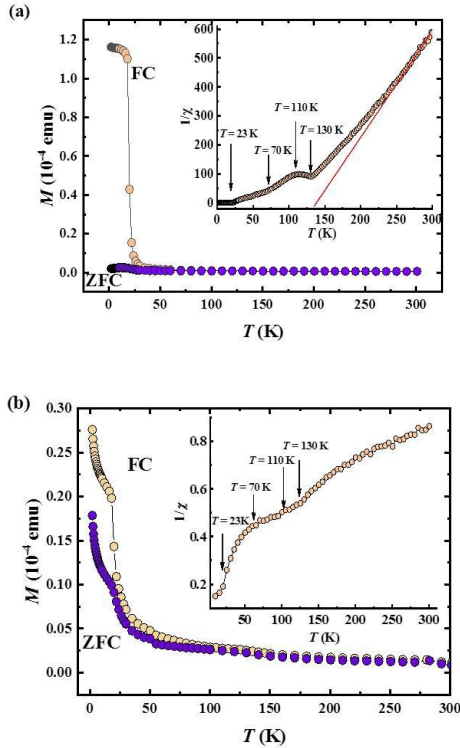 (a)
1.2
1.0
0.8
0.6
0.4
0.2
0.0
M (10⁻⁴ emu)
FC
ZFC
0 50 100 150 200 250 300
T (K)
600
500
400
300
200
100
0
1/χ
T = 110 K
T = 130 K
T = 70 K
T = 23 K
0 50 100 150 200 250 300
T (K)
(b)
0.30
0.25
0.20
0.15
0.10
0.05
0.00
M (10⁻⁴ emu)
FC
ZFC
0 50 100 150 200 250 300
T (K)
0.8
0.6
0.4
0.2
1/χ
T = 130 K
T = 110 K
T = 70 K
T = 23K
50 100 150 200 250 300
T (K)